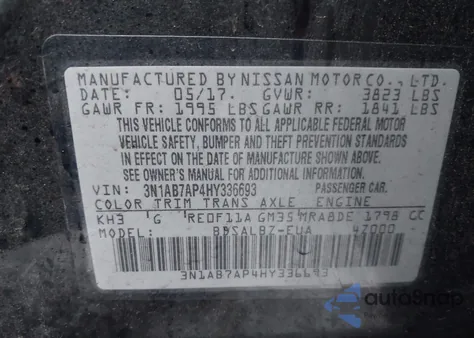 MANUFACTURED BY NISSAN MOTOR CO., LTD.
DATE: 05/17. GVWR: 3823 LBS
GAWR FR: 1995 LBS GAWR RR: 1841 LBS
THIS VEHICLE CONFORMS TO ALL APPLICABLE FEDERAL MOTOR
VEHICLE SAFETY, BUMPER AND THEFT PREVENTION STANDARDS
IN EFFECT ON THE DATE OF MANUFACTURE SHOWN ABOVE.
SEE OWNER'S MANUAL FOR ADDITIONAL INFORMATION.
VIN: 3N1AB7AP4HY336693 PASSENGER CAR.
COLOR TRIM TRANS AXLE ENGINE
KH3 G RE0F11A GM35 MRA8DE 1798 CC
MODEL: BDSALBZ-EUA 47000
3N1AB7AP4HY336693
autoSnap